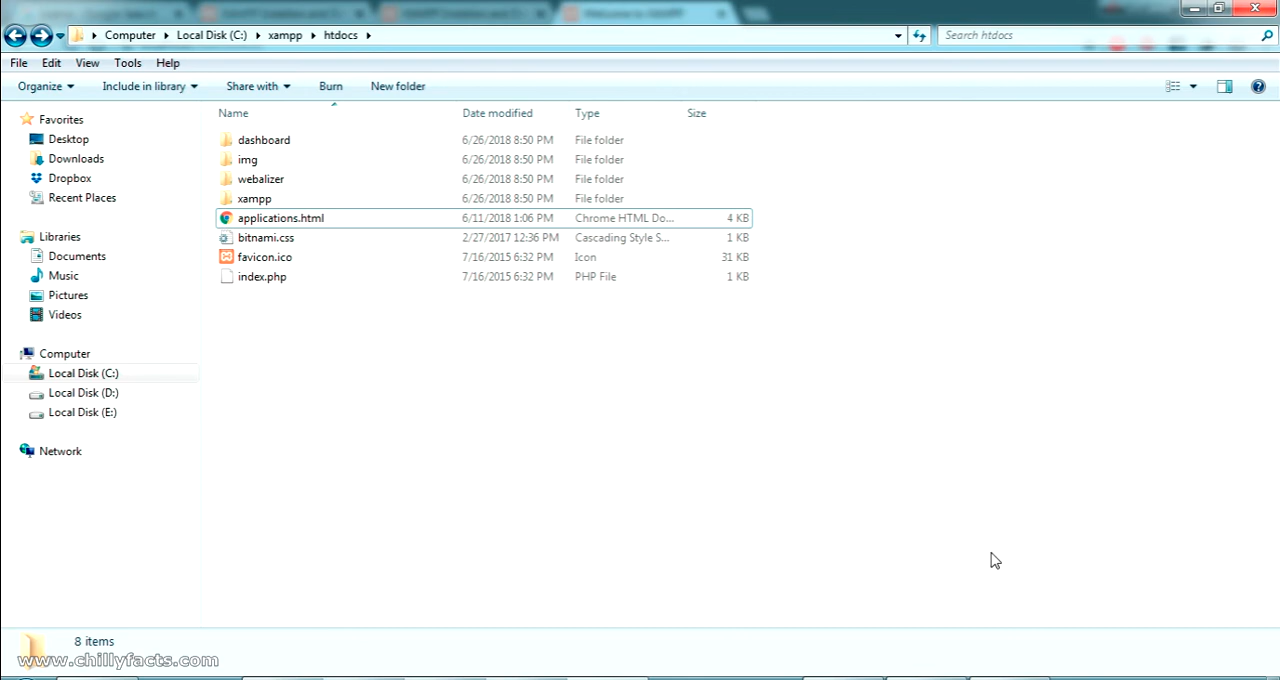 Computer Local Disk (C:) xampp htdocs Search htdocs
File Edit View Tools Help
Organize Include in library Share with Burn New folder
Name Date modified Type Size
Favorites
Desktop
Downloads
Dropbox
Recent Places
Libraries
Documents
Music
Pictures
Videos
Computer
Local Disk (C:)
Local Disk (D:)
Local Disk (E:)
Network
dashboard 6/26/2018 8:50 PM File folder
img 6/26/2018 8:50 PM File folder
webalizer 6/26/2018 8:50 PM File folder
xampp 6/26/2018 8:50 PM File folder
applications.html 6/11/2018 1:06 PM Chrome HTML Do... 4 KB
bitnami.css 2/27/2017 12:36 PM Cascading Style S... 1 KB
favicon.ico 7/16/2015 6:32 PM Icon 31 KB
index.php 7/16/2015 6:32 PM PHP File 1 KB
8 items
www.chillyfacts.com